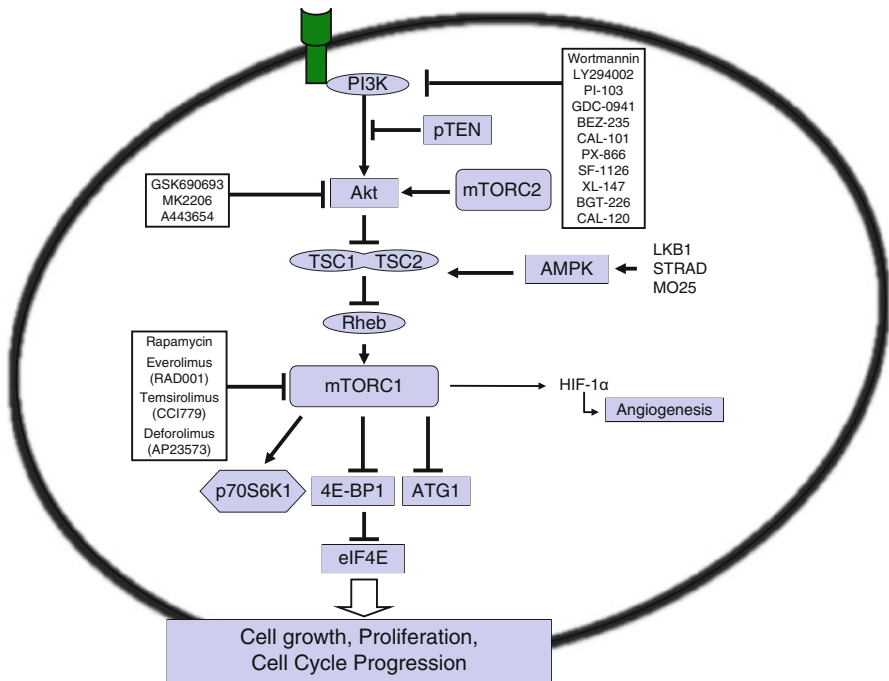 PI3K
Wortmannin
LY294002
PI-103
GDC-0941
BEZ-235
CAL-101
PX-866
SF-1126
XL-147
BGT-226
CAL-120
pTEN
GSK690693
MK2206
A443654
Akt
mTORC2
TSC1 TSC2
AMPK
LKB1
STRAD
MO25
Rheb
Rapamycin
Everolimus
(RAD001)
Temsirolimus
(CCI779)
Deforolimus
(AP23573)
mTORC1
HIF-1α
Angiogenesis
p70S6K1
4E-BP1
ATG1
eIF4E
Cell growth, Proliferation,
Cell Cycle Progression